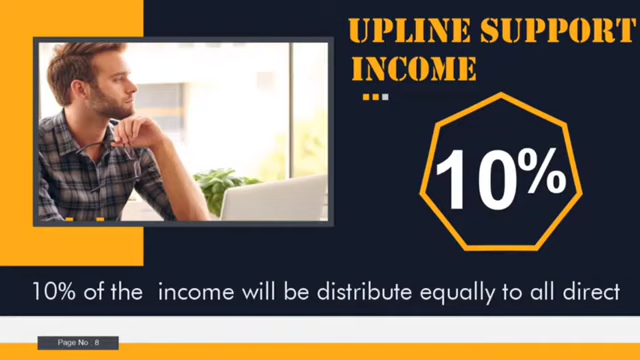 UPLINE SUPPORT
INCOME
10%
10% of the income will be distribute equally to all direct
Page No : 8